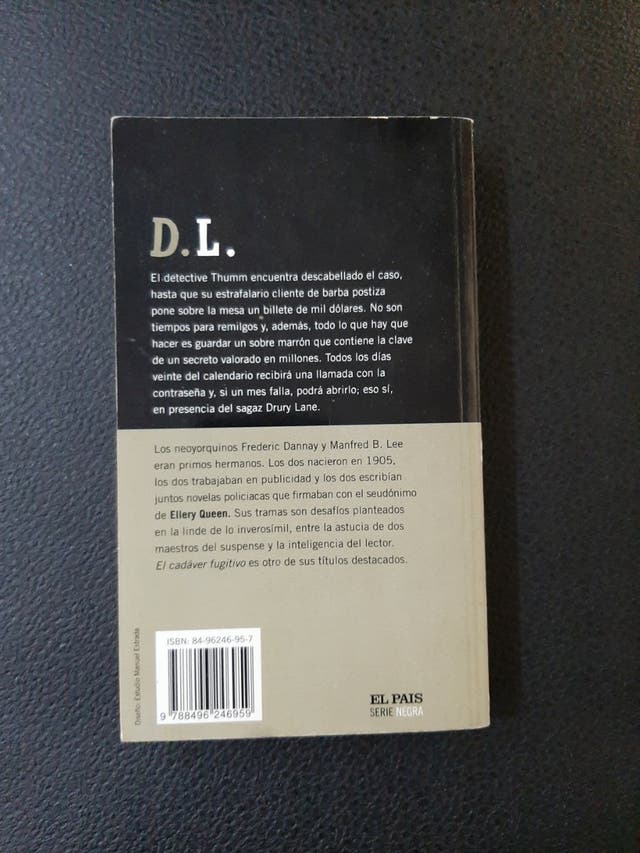 D.L.
El detective Thumm encuentra descabellado el caso,
hasta que su estrafalario cliente de barba postiza
pone sobre la mesa un billete de mil dólares. No son
tiempos para remilgos y, además, todo lo que hay que
hacer es guardar un sobre marrón que contiene la clave
de un secreto valorado en millones. Todos los días
veinte del calendario recibirá una llamada con la
contraseña y, si un mes falla, podrá abrirlo; eso sí,
en presencia del sagaz Drury Lane.
Los neoyorquinos Frederic Dannay y Manfred B. Lee
eran primos hermanos. Los dos nacieron en 1905,
los dos trabajaban en publicidad y los dos escribían
juntos novelas policiacas que firmaban con el seudónimo
de Ellery Queen. Sus tramas son desafíos planteados
en la linde de lo inverosímil, entre la astucia de dos
maestros del suspense y la inteligencia del lector.
El cadáver fugitivo es otro de sus títulos destacados.
Diseño: Estudio Manuel Estrada
ISBN: 84-96246-95-7
9 788496 246959
EL PAIS
SERIE NEGRA